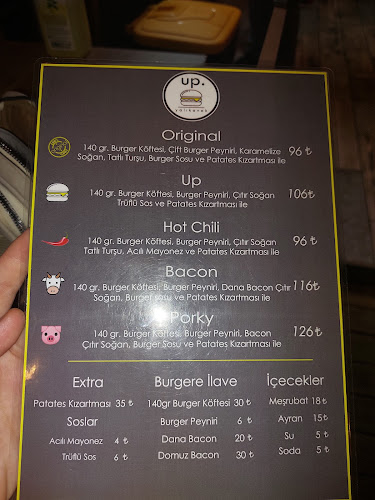 up.
yalıkavak
Original
140 gr. Burger Köftesi, Çift Burger Peyniri, Karamelize 96 ₺
Soğan, Tatlı Turşu, Burger Sosu ve Patates Kızartması ile
Up
140 gr. Burger Köftesi, Burger Peyniri, Çıtır Soğan 106₺
Trüflü Sos ve Patates Kızartması ile
Hot Chili
140 gr. Burger Köftesi, Burger Peyniri, Çıtır Soğan 96 ₺
Tatlı Turşu, Acılı Mayonez ve Patates Kızartması ile
Bacon
140 gr. Burger Köftesi, Burger Peyniri, Dana Bacon Çıtır 116₺
Soğan, Burger sosu ve Patates Kızartması ile
Porky
140 gr. Burger Köftesi, Burger Peyniri, Bacon 126₺
Çıtır Soğan, Burger Sosu ve Patates Kızartması ile
Extra
Patates Kızartması 35 ₺
Soslar
Acılı Mayonez 4 ₺
Trüflü Sos 6 ₺
Burgere İlave
140gr Burger Köftesi 30 ₺
Burger Peyniri 6 ₺
Dana Bacon 20 ₺
Domuz Bacon 30 ₺
İçecekler
Meşrubat 18₺
Ayran 15₺
Su 5 ₺
Soda 5 ₺